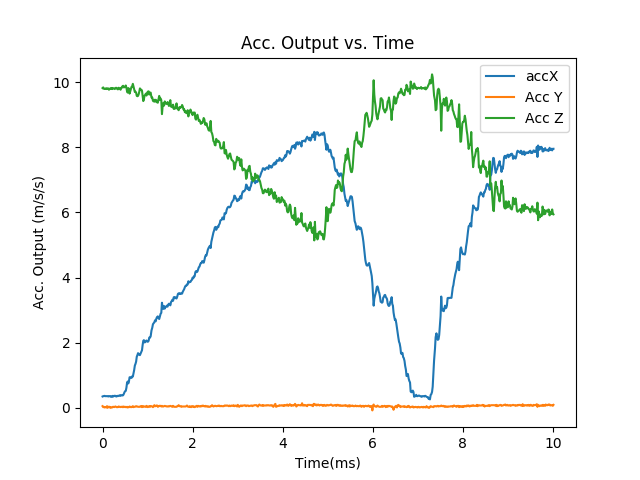 Acc. Output vs. Time
accX
Acc Y
Acc Z
Acc. Output (m/s/s)
10
8
6
4
2
0
0 2 4 6 8 10
Time(ms)